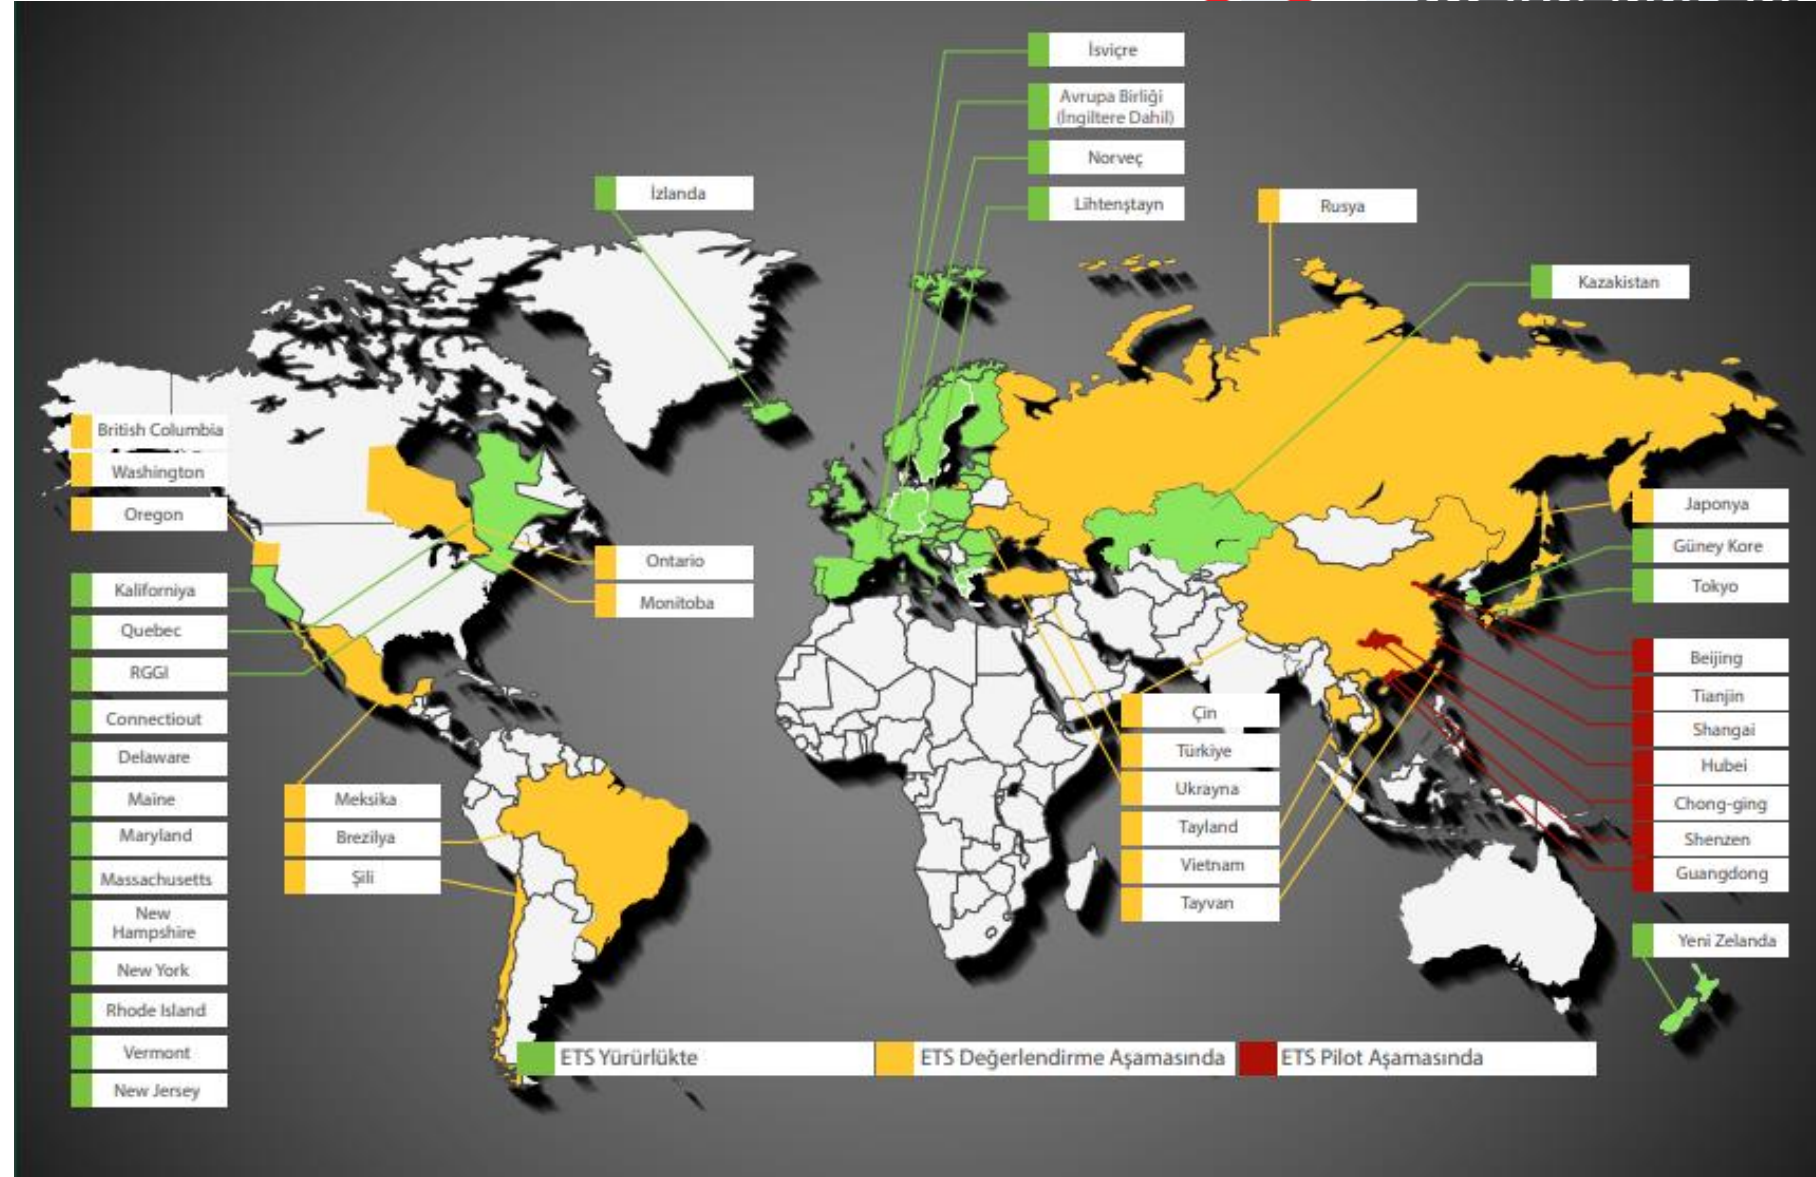 İsviçre
Avrupa Birliği
(İngiltere Dahil)
Norveç
Lihtenştayn
İzlanda
Rusya
Kazakistan
British Columbia
Washington
Oregon
Ontario
Monitoba
Kaliforniya
Quebec
RGGI
Connectiout
Delaware
Maine
Maryland
Massachusetts
New
Hampshire
New York
Rhode Island
Vermont
New Jersey
Meksika
Brezilya
Şili
Çin
Türkiye
Ukrayna
Tayland
Vietnam
Tayvan
Japonya
Güney Kore
Tokyo
Beijing
Tianjin
Shangai
Hubei
Chong-ging
Shenzen
Guangdong
Yeni Zelanda
ETS Yürürlükte
ETS Değerlendirme Aşamasında
ETS Pilot Aşamasında